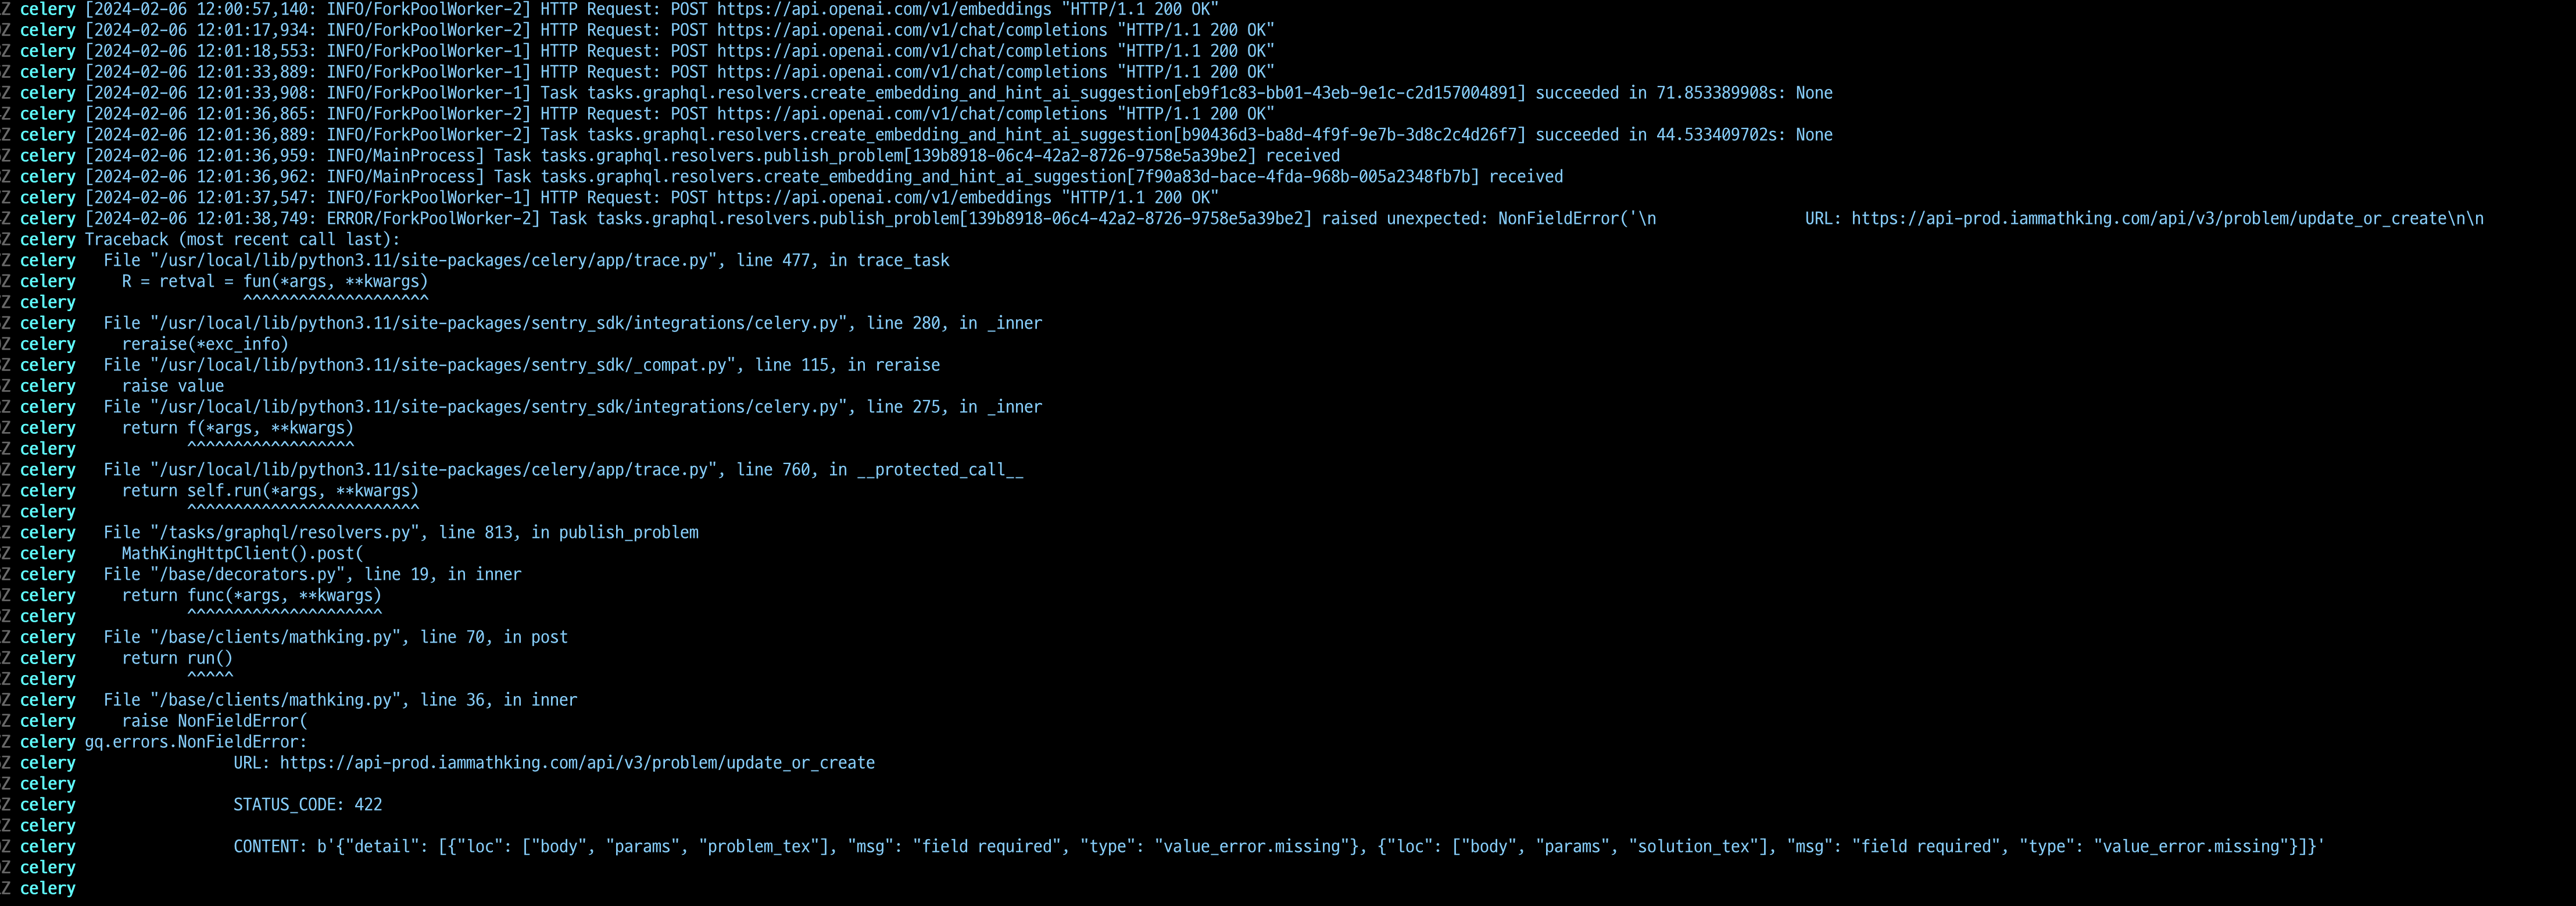 Z celery [2024-02-06 12:00:57,140: INFO/ForkPoolWorker-2] HTTP Request: POST https://api.openai.com/v1/embeddings "HTTP/1.1 200 OK"
Z celery [2024-02-06 12:01:17,934: INFO/ForkPoolWorker-2] HTTP Request: POST https://api.openai.com/v1/chat/completions "HTTP/1.1 200 OK"
Z celery [2024-02-06 12:01:18,553: INFO/ForkPoolWorker-1] HTTP Request: POST https://api.openai.com/v1/chat/completions "HTTP/1.1 200 OK"
Z celery [2024-02-06 12:01:33,889: INFO/ForkPoolWorker-1] HTTP Request: POST https://api.openai.com/v1/chat/completions "HTTP/1.1 200 OK"
Z celery [2024-02-06 12:01:33,908: INFO/ForkPoolWorker-1] Task tasks.graphql.resolvers.create_embedding_and_hint_ai_suggestion[eb9f1c83-bb01-43eb-9e1c-c2d157004891] succeeded in 71.853389908s: None
Z celery [2024-02-06 12:01:36,865: INFO/ForkPoolWorker-2] HTTP Request: POST https://api.openai.com/v1/chat/completions "HTTP/1.1 200 OK"
Z celery [2024-02-06 12:01:36,889: INFO/ForkPoolWorker-2] Task tasks.graphql.resolvers.create_embedding_and_hint_ai_suggestion[b90436d3-ba8d-4f9f-9e7b-3d8c2c4d26f7] succeeded in 44.533409702s: None
Z celery [2024-02-06 12:01:36,959: INFO/MainProcess] Task tasks.graphql.resolvers.publish_problem[139b8918-06c4-42a2-8726-9758e5a39be2] received
Z celery [2024-02-06 12:01:36,962: INFO/MainProcess] Task tasks.graphql.resolvers.create_embedding_and_hint_ai_suggestion[7f90a83d-bace-4fda-968b-005a2348fb7b] received
Z celery [2024-02-06 12:01:37,547: INFO/ForkPoolWorker-1] HTTP Request: POST https://api.openai.com/v1/embeddings "HTTP/1.1 200 OK"
Z celery [2024-02-06 12:01:38,749: ERROR/ForkPoolWorker-2] Task tasks.graphql.resolvers.publish_problem[139b8918-06c4-42a2-8726-9758e5a39be2] raised unexpected: NonFieldError('\n                URL: https://api-prod.iammathking.com/api/v3/problem/update_or_create\n\n
Z celery Traceback (most recent call last):
Z celery   File "/usr/local/lib/python3.11/site-packages/celery/app/trace.py", line 477, in trace_task
Z celery     R = retval = fun(*args, **kwargs)
Z celery                  ^^^^^^^^^^^^^^^^^^^^
Z celery   File "/usr/local/lib/python3.11/site-packages/sentry_sdk/integrations/celery.py", line 280, in _inner
Z celery     reraise(*exc_info)
Z celery   File "/usr/local/lib/python3.11/site-packages/sentry_sdk/_compat.py", line 115, in reraise
Z celery     raise value
Z celery   File "/usr/local/lib/python3.11/site-packages/sentry_sdk/integrations/celery.py", line 275, in _inner
Z celery     return f(*args, **kwargs)
Z celery            ^^^^^^^^^^^^^^^^^^
Z celery   File "/usr/local/lib/python3.11/site-packages/celery/app/trace.py", line 760, in __protected_call__
Z celery     return self.run(*args, **kwargs)
Z celery            ^^^^^^^^^^^^^^^^^^^^^^^^^
Z celery   File "/tasks/graphql/resolvers.py", line 813, in publish_problem
Z celery     MathKingHttpClient().post(
Z celery   File "/base/decorators.py", line 19, in inner
Z celery     return func(*args, **kwargs)
Z celery            ^^^^^^^^^^^^^^^^^^^^^
Z celery   File "/base/clients/mathking.py", line 70, in post
Z celery     return run()
Z celery            ^^^^^
Z celery   File "/base/clients/mathking.py", line 36, in inner
Z celery     raise NonFieldError(
Z celery gq.errors.NonFieldError:
Z celery                 URL: https://api-prod.iammathking.com/api/v3/problem/update_or_create
Z celery
Z celery                 STATUS_CODE: 422
Z celery
Z celery                 CONTENT: b'{"detail": [{"loc": ["body", "params", "problem_tex"], "msg": "field required", "type": "value_error.missing"}, {"loc": ["body", "params", "solution_tex"], "msg": "field required", "type": "value_error.missing"}]}'
Z celery
Z celery